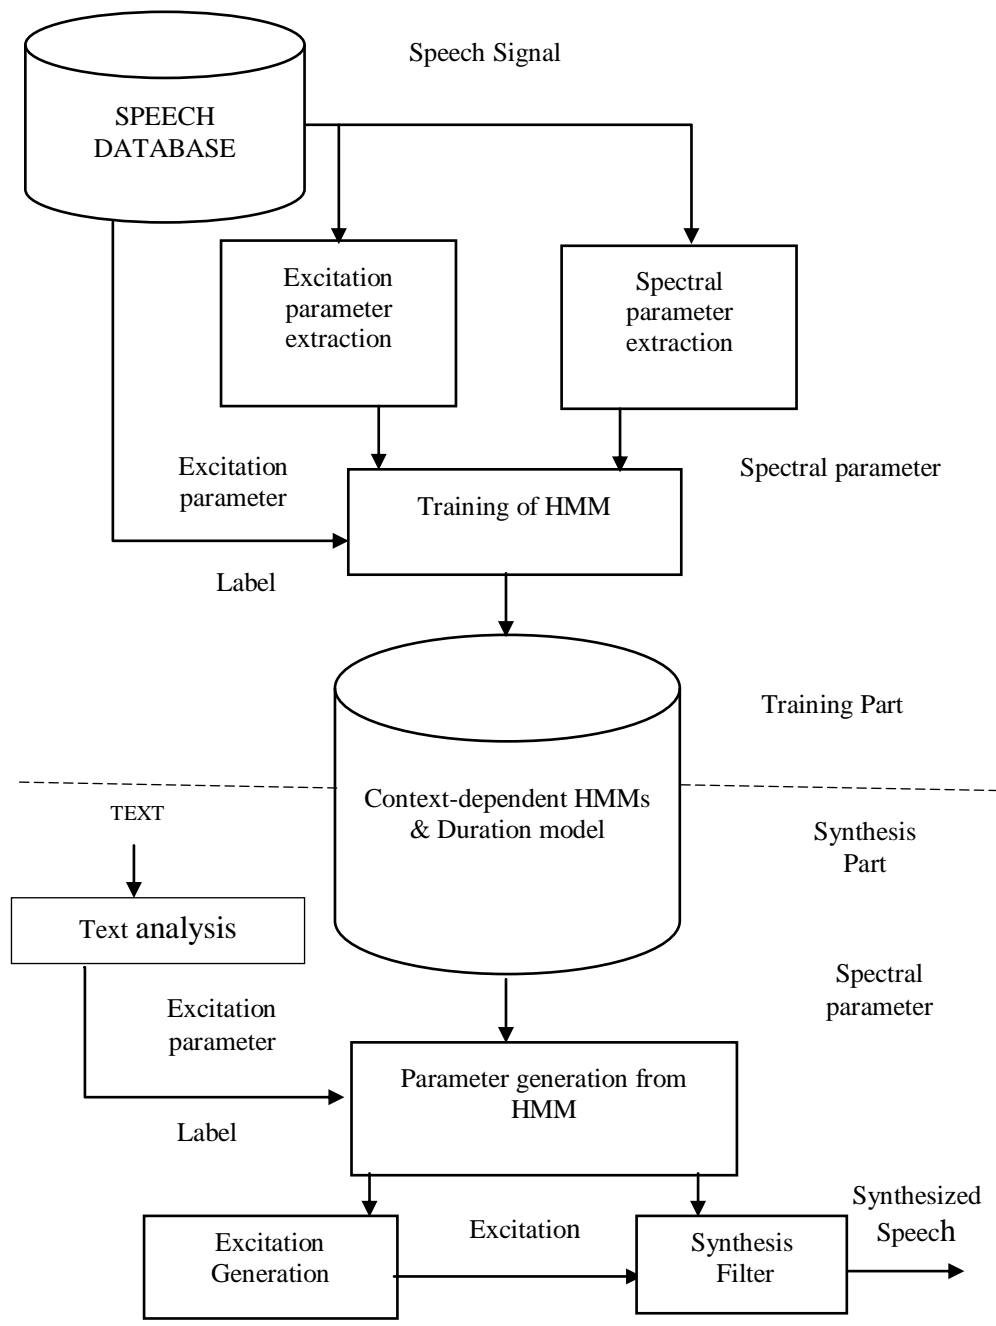 Speech Signal
SPEECH
DATABASE
Excitation
parameter
extraction
Spectral
parameter
extraction
Excitation
parameter
Spectral parameter
Training of HMM
Label
Training Part
Context-dependent HMMs
& Duration model
TEXT
Synthesis
Part
Text analysis
Spectral
parameter
Excitation
parameter
Parameter generation from
HMM
Label
Synthesized
Speech
Excitation
Excitation
Generation
Synthesis
Filter